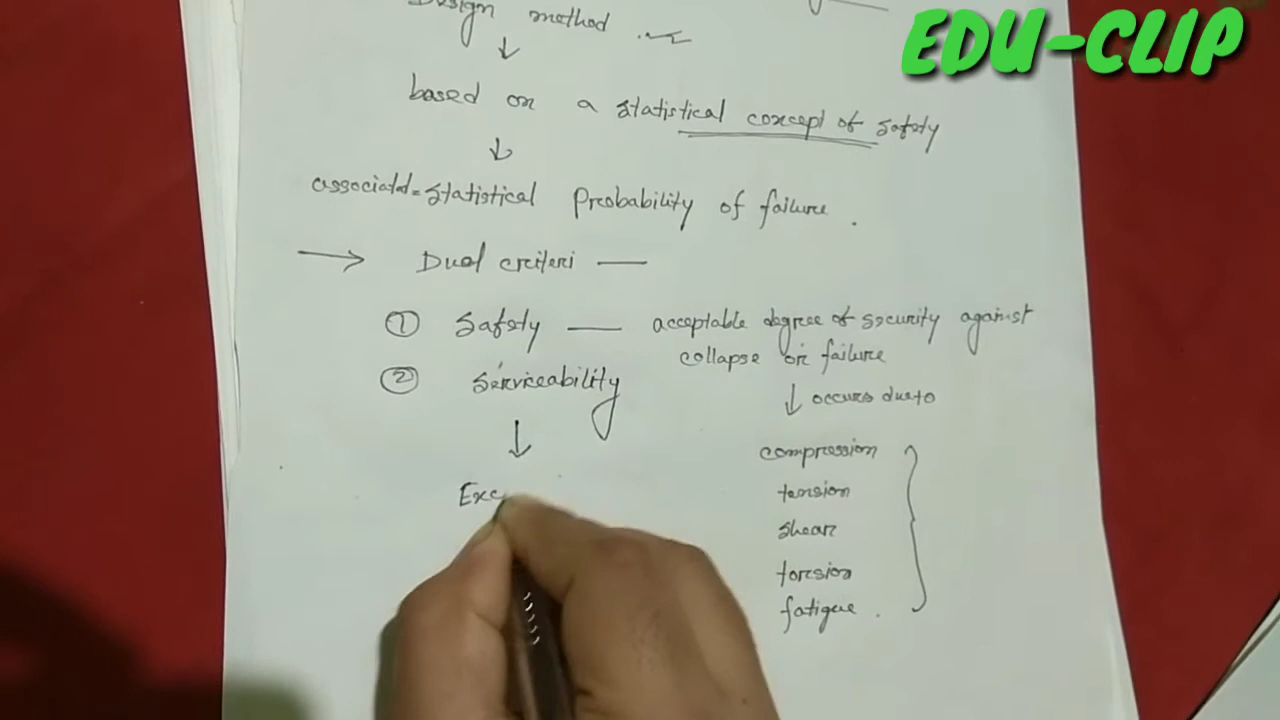 EDU-CLIP
Design method
↓
based on a statistical concept of safety
↓
associated = statistical Probability of failure.
→ Dual criteri —
① Safety — acceptable degree of security against
collapse or failure
② Serviceability
↓ occurs due to
↓
compression
Exc
tension
shear
torsion
fatigue.